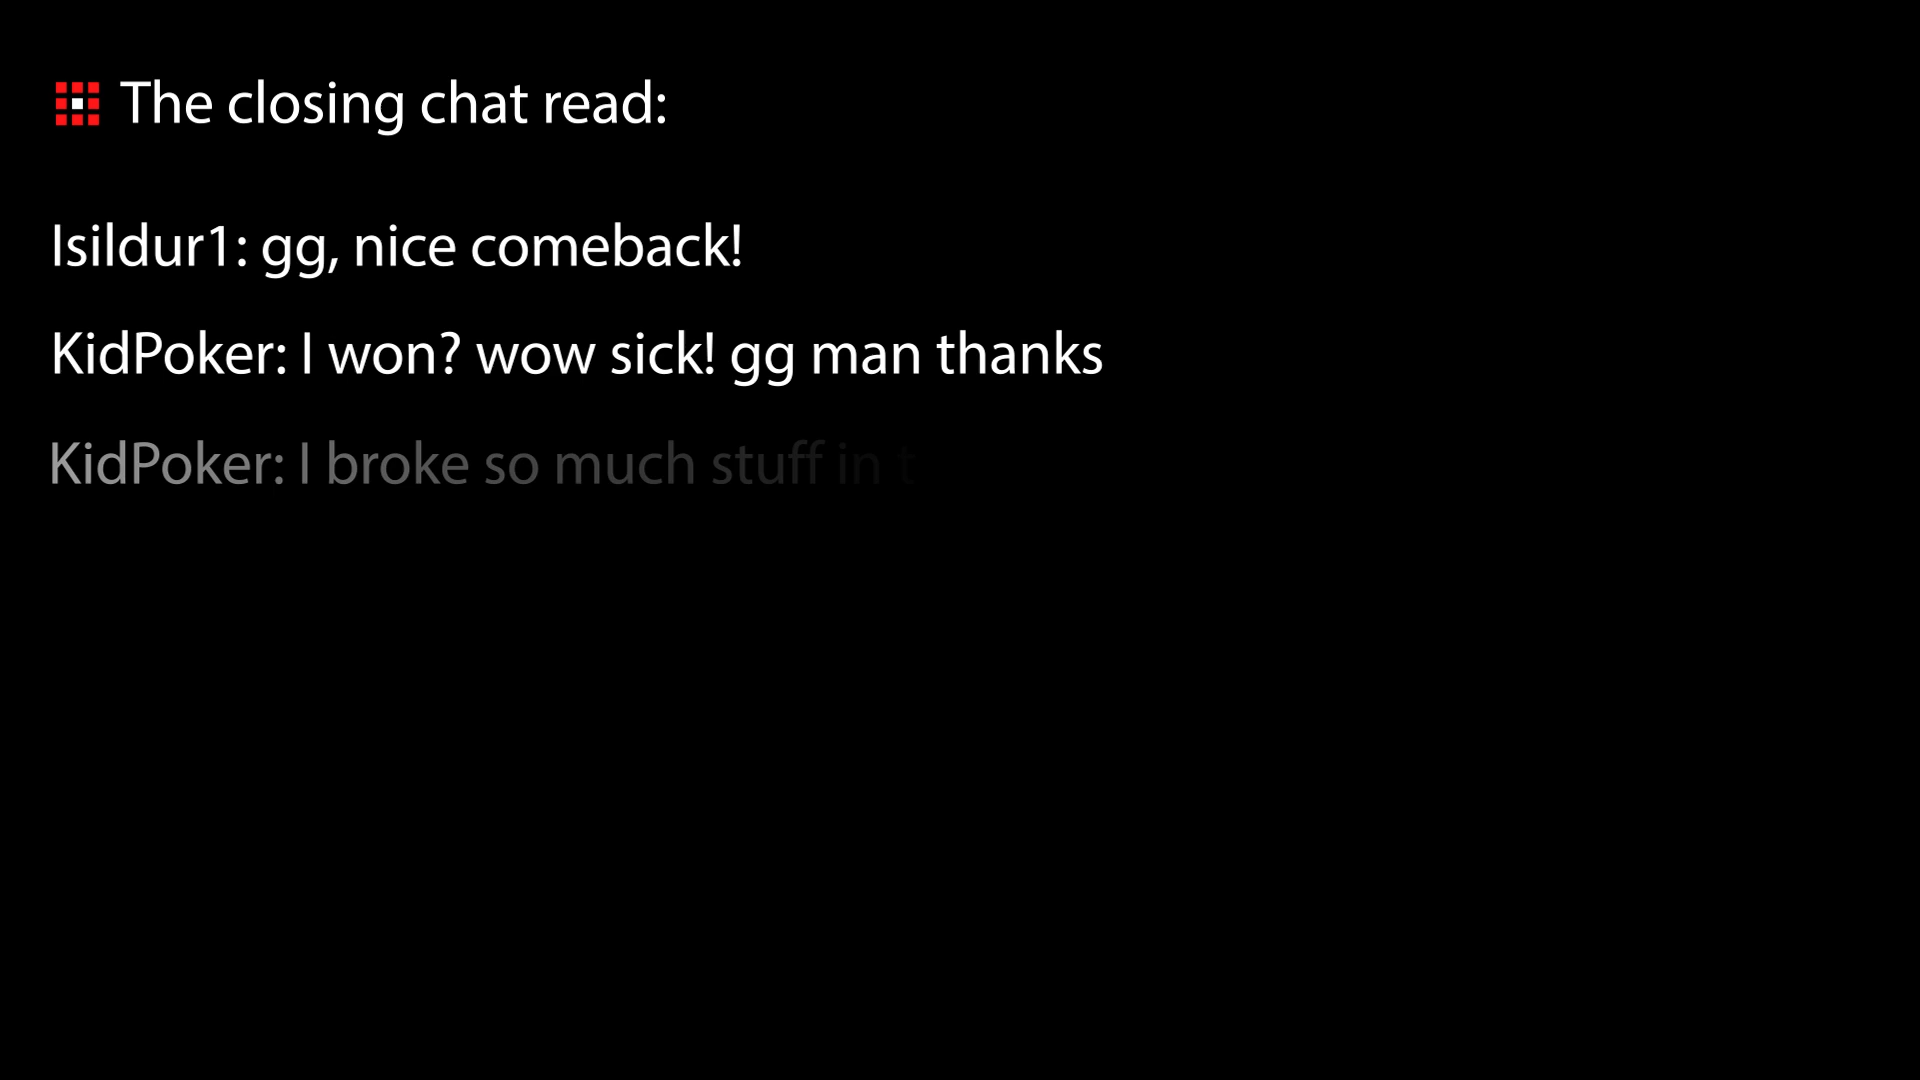 The closing chat read:
Isildur1: gg, nice comeback!
KidPoker: I won? wow sick! gg man thanks
KidPoker: I broke so much stuff in